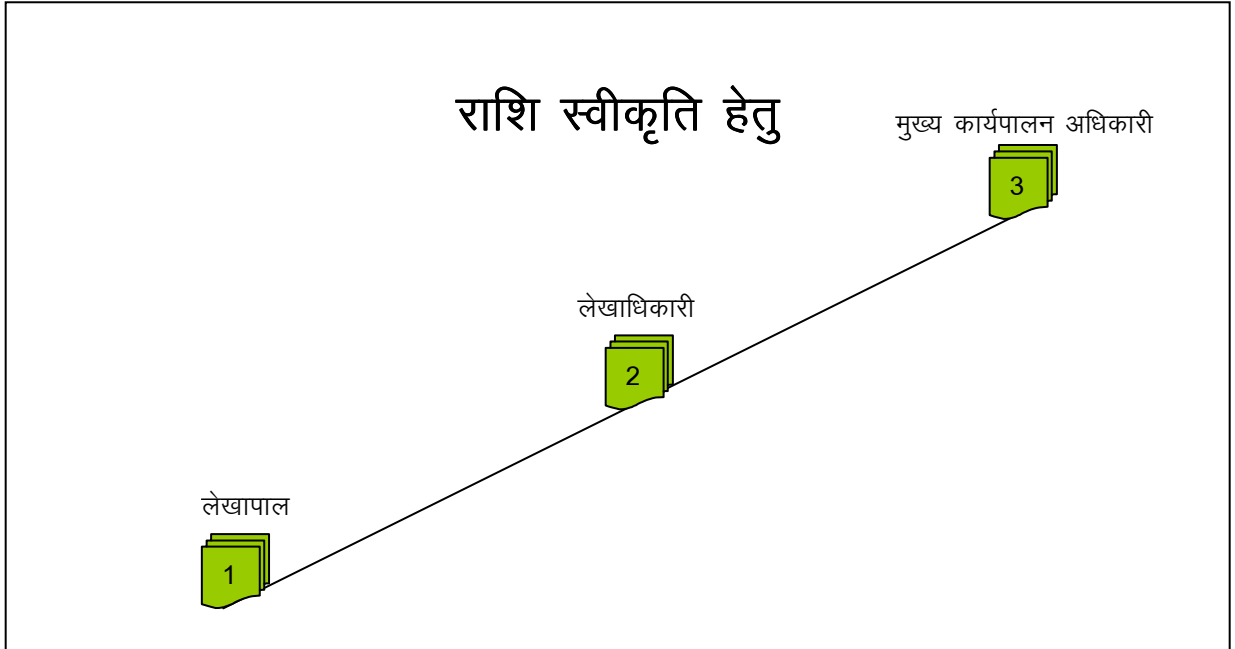 राशि स्वीकृति हेतु
मुख्य कार्यपालन अधिकारी
3
लेखाधिकारी
2
लेखापाल
1